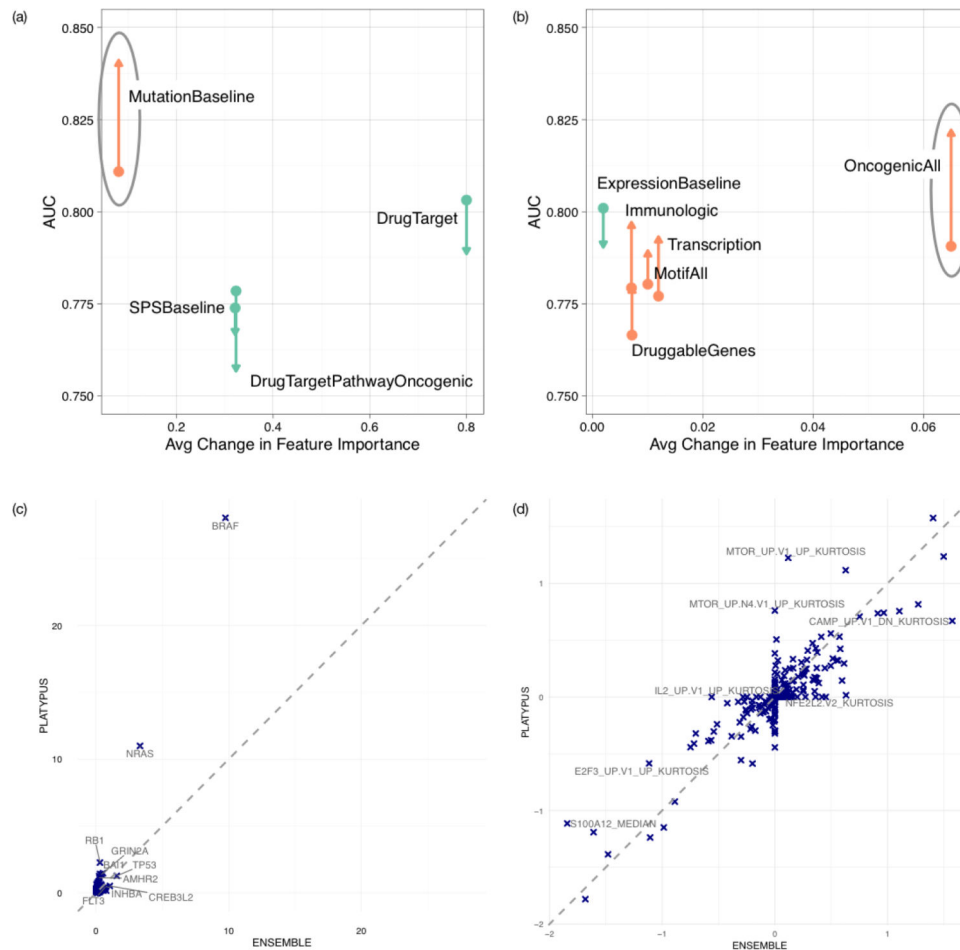 (a)
0.850
MutationBaseline
0.825
AUC
0.800
DrugTarget
0.775
SPSBaseline
DrugTargetPathwayOncogenic
0.750
0.2
0.4
0.6
0.8
Avg Change in Feature Importance
(b)
0.850
0.825
OncogenicAll
AUC
ExpressionBaseline
0.800
Immunologic
Transcription
MotifAll
0.775
DruggableGenes
0.750
0.00
0.02
0.04
0.06
Avg Change in Feature Importance
(c)
BRAF
20
PLATYPUS
NRAS
10
RB1
GRIN2A
BAI1
TP53
AMHR2
INHBA
CREB3L2
FLT3
0
0
10
20
ENSEMBLE
(d)
MTOR_UP.V1_UP_KURTOSIS
1
MTOR_UP.N4.V1_UP_KURTOSIS
CAMP_UP.V1_DN_KURTOSIS
PLATYPUS
IL2_UP.V1_UP_KURTOSIS
0
NFE2L2.V2_KURTOSIS
E2F3_UP.V1_UP_KURTOSIS
-1
S100A12_MEDIAN
-2
-2
-1
0
1
ENSEMBLE